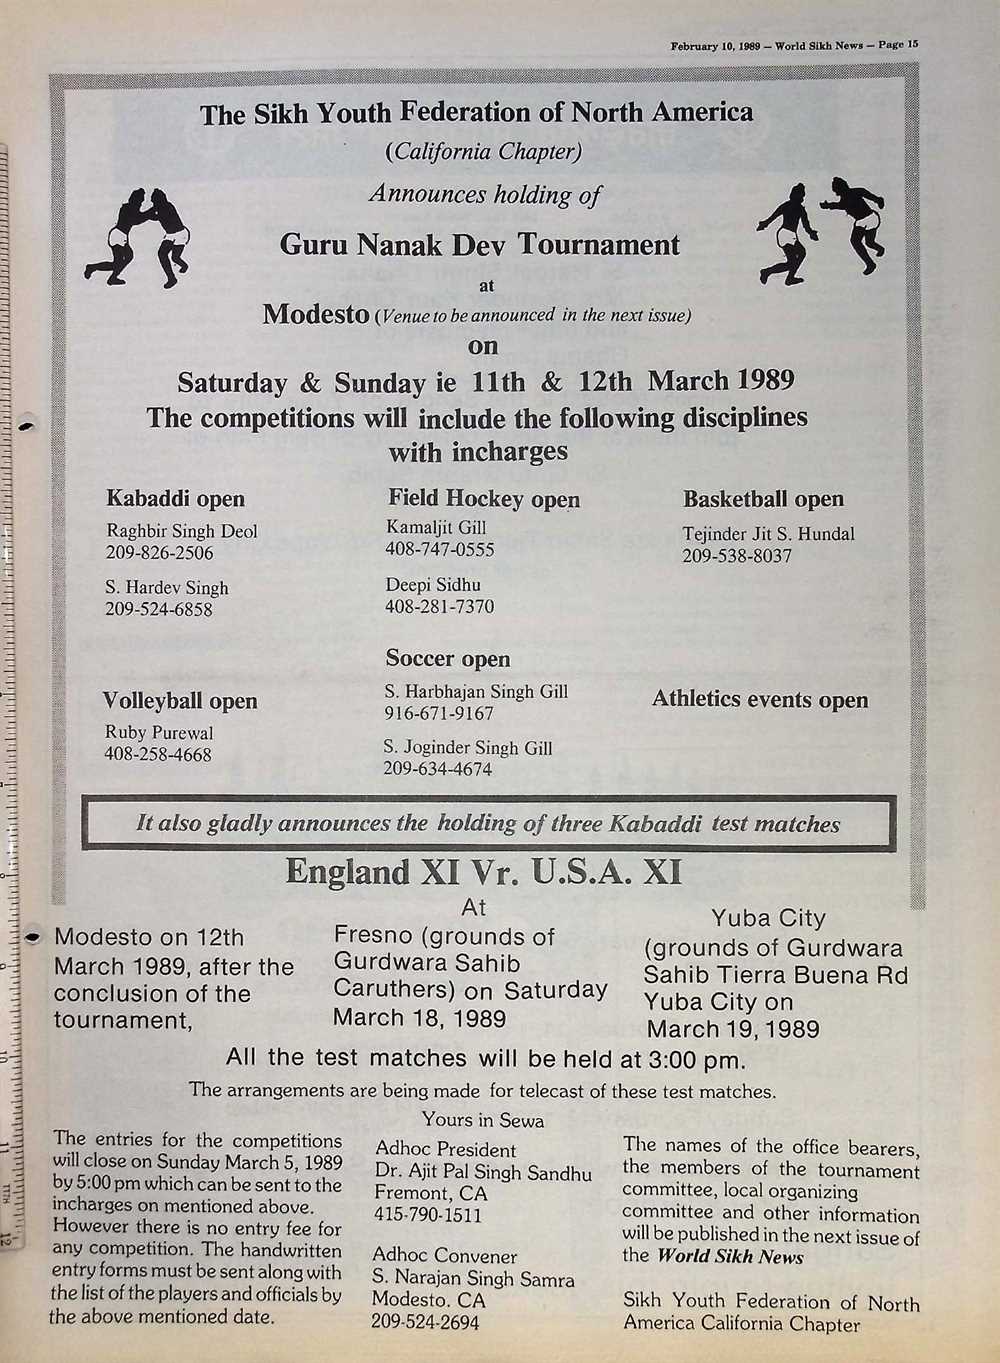 February 10, 1989 — World Sikh News — Page 15
The Sikh Youth Federation of North America
(California Chapter)
Announces holding of
Guru Nanak Dev Tournament
at
Modesto (Venue to be announced in the next issue)
on
Saturday & Sunday ie 11th & 12th March 1989
The competitions will include the following disciplines
with incharges
Kabaddi open
Raghbir Singh Deol
209-826-2506
S. Hardev Singh
209-524-6858
Field Hockey open
Kamaljit Gill
408-747-0555
Deepi Sidhu
408-281-7370
Basketball open
Tejinder Jit S. Hundal
209-538-8037
Volleyball open
Ruby Purewal
408-258-4668
Soccer open
S. Harbhajan Singh Gill
916-671-9167
S. Joginder Singh Gill
209-634-4674
Athletics events open
It also gladly announces the holding of three Kabaddi test matches
England XI Vr. U.S.A. XI
At
Modesto on 12th
March 1989, after the
conclusion of the
tournament,
Fresno (grounds of
Gurdwara Sahib
Caruthers) on Saturday
March 18, 1989
Yuba City
(grounds of Gurdwara
Sahib Tierra Buena Rd
Yuba City on
March 19, 1989
All the test matches will be held at 3:00 pm.
The arrangements are being made for telecast of these test matches.
Yours in Sewa
The entries for the competitions
will close on Sunday March 5, 1989
by 5:00 pm which can be sent to the
incharges on mentioned above.
However there is no entry fee for
any competition. The handwritten
entry forms must be sent along with
the list of the players and officials by
the above mentioned date.
Adhoc President
Dr. Ajit Pal Singh Sandhu
Fremont, CA
415-790-1511
Adhoc Convener
S. Narajan Singh Samra
Modesto. CA
209-524-2694
The names of the office bearers,
the members of the tournament
committee, local organizing
committee and other information
will be published in the next issue of
the World Sikh News
Sikh Youth Federation of North
America California Chapter